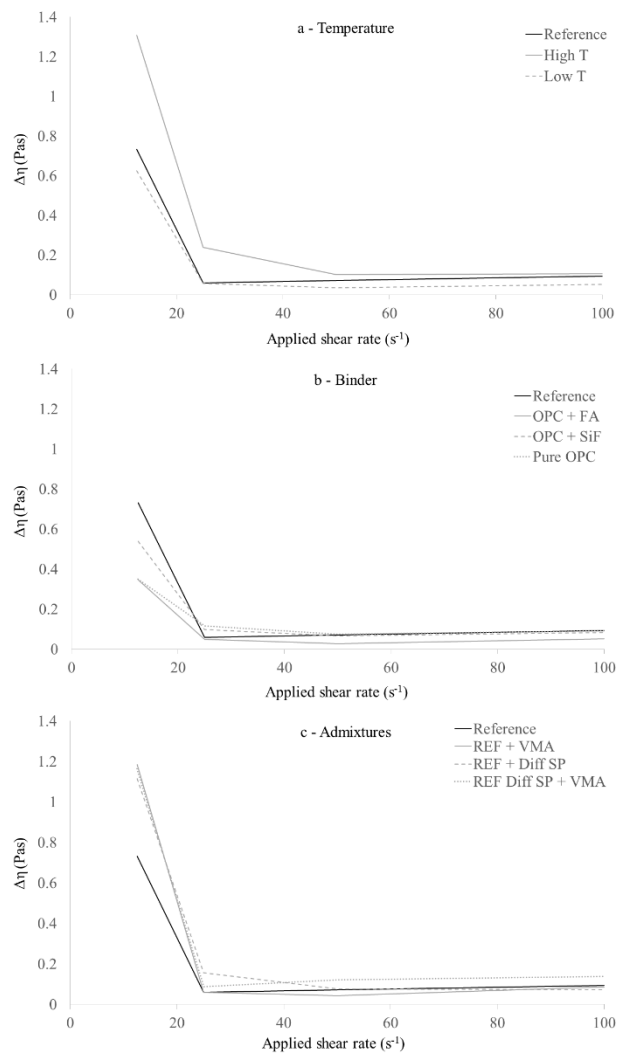 a - Temperature
Reference
High T
Low T
1.4
1.2
1
0.8
0.6
0.4
0.2
0
Δη (Pas)
0 20 40 60 80 100
Applied shear rate (s-1)
b - Binder
Reference
OPC + FA
OPC + SiF
Pure OPC
1.4
1.2
1
0.8
0.6
0.4
0.2
0
Δη (Pas)
0 20 40 60 80 100
Applied shear rate (s-1)
c - Admixtures
Reference
REF + VMA
REF + Diff SP
REF Diff SP + VMA
1.4
1.2
1
0.8
0.6
0.4
0.2
0
Δη (Pas)
0 20 40 60 80 100
Applied shear rate (s-1)